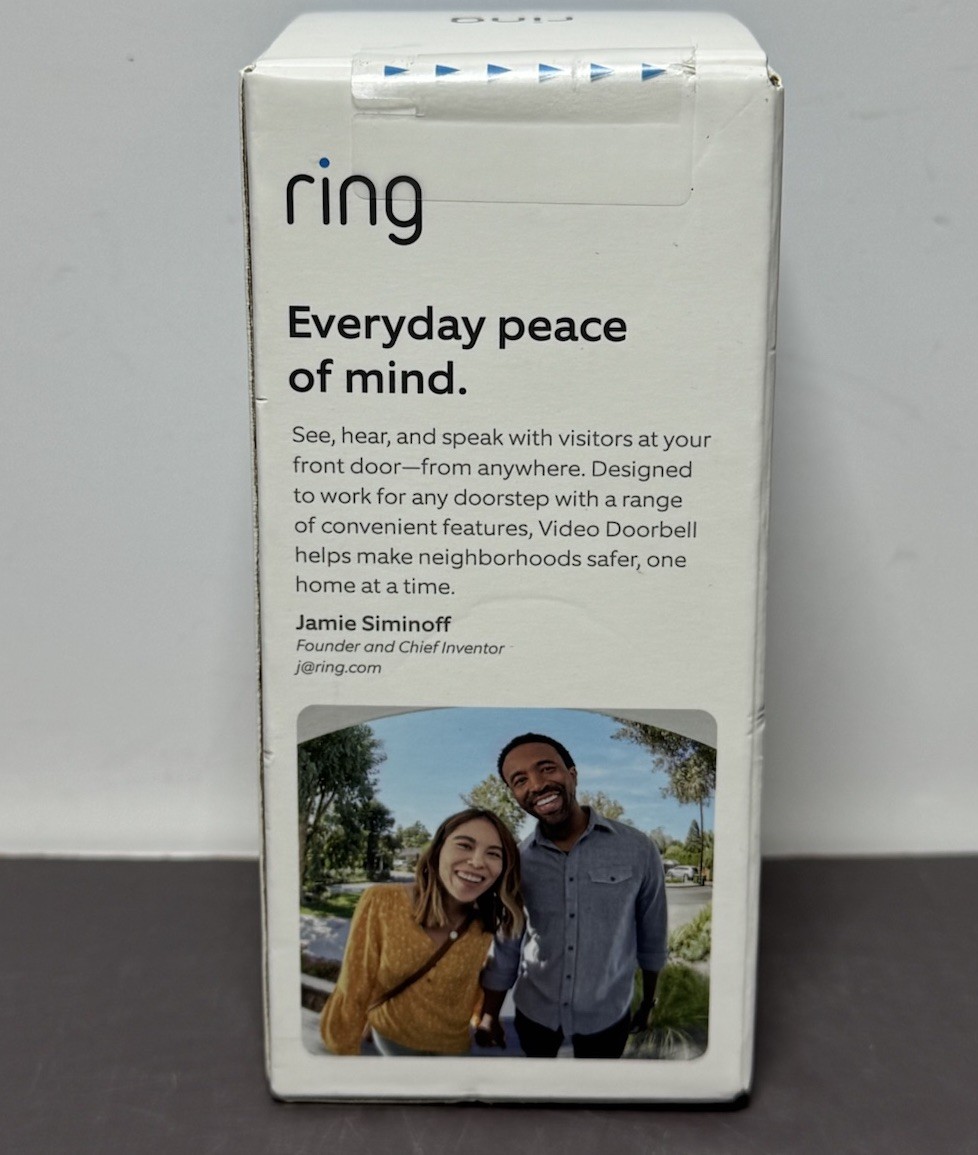 ring
ring
Everyday peace
of mind.
See, hear, and speak with visitors at your
front door—from anywhere. Designed
to work for any doorstep with a range
of convenient features, Video Doorbell
helps make neighborhoods safer, one
home at a time.
Jamie Siminoff
Founder and Chief Inventor
j@ring.com